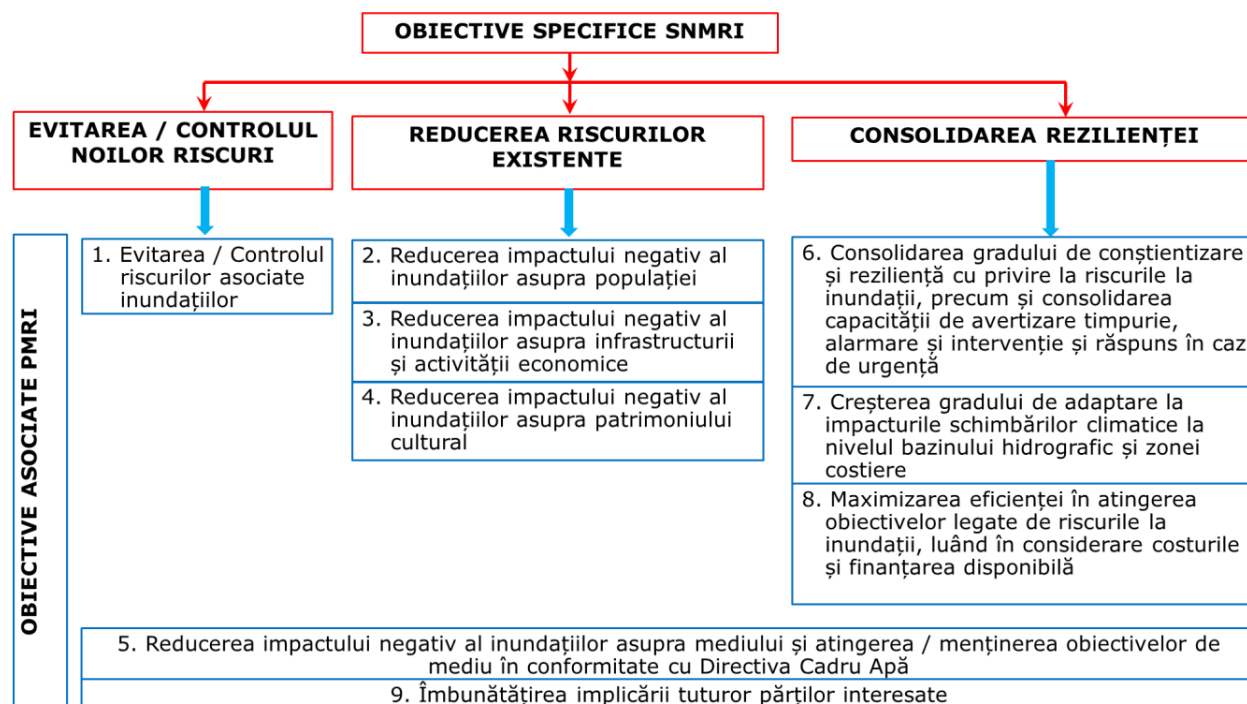 OBIECTIVE SPECIFICE SNMRI
EVITAREA / CONTROLUL
NOILOR RISCURI
REDUCEREA RISCURILOR
EXISTENTE
CONSOLIDAREA REZILIENȚEI
OBIECTIVE ASOCIATE PMRI
1. Evitarea / Controlul
riscurilor asociate
inundațiilor
2. Reducerea impactului negativ al
inundațiilor asupra populației
3. Reducerea impactului negativ al
inundațiilor asupra infrastructurii
și activității economice
4. Reducerea impactului negativ al
inundațiilor asupra patrimoniului
cultural
6. Consolidarea gradului de conștientizare
și reziliență cu privire la riscurile la
inundații, precum și consolidarea
capacității de avertizare timpurie,
alarmare și intervenție și răspuns în caz
de urgență
7. Creșterea gradului de adaptare la
impacturile schimbărilor climatice la
nivelul bazinului hidrografic și zonei
costiere
8. Maximizarea eficienței în atingerea
obiectivelor legate de riscurile la
inundații, luând în considerare costurile
și finanțarea disponibilă
5. Reducerea impactului negativ al inundațiilor asupra mediului și atingerea / menținerea obiectivelor de
mediu în conformitate cu Directiva Cadru Apă
9. Îmbunătățirea implicării tuturor părților interesate